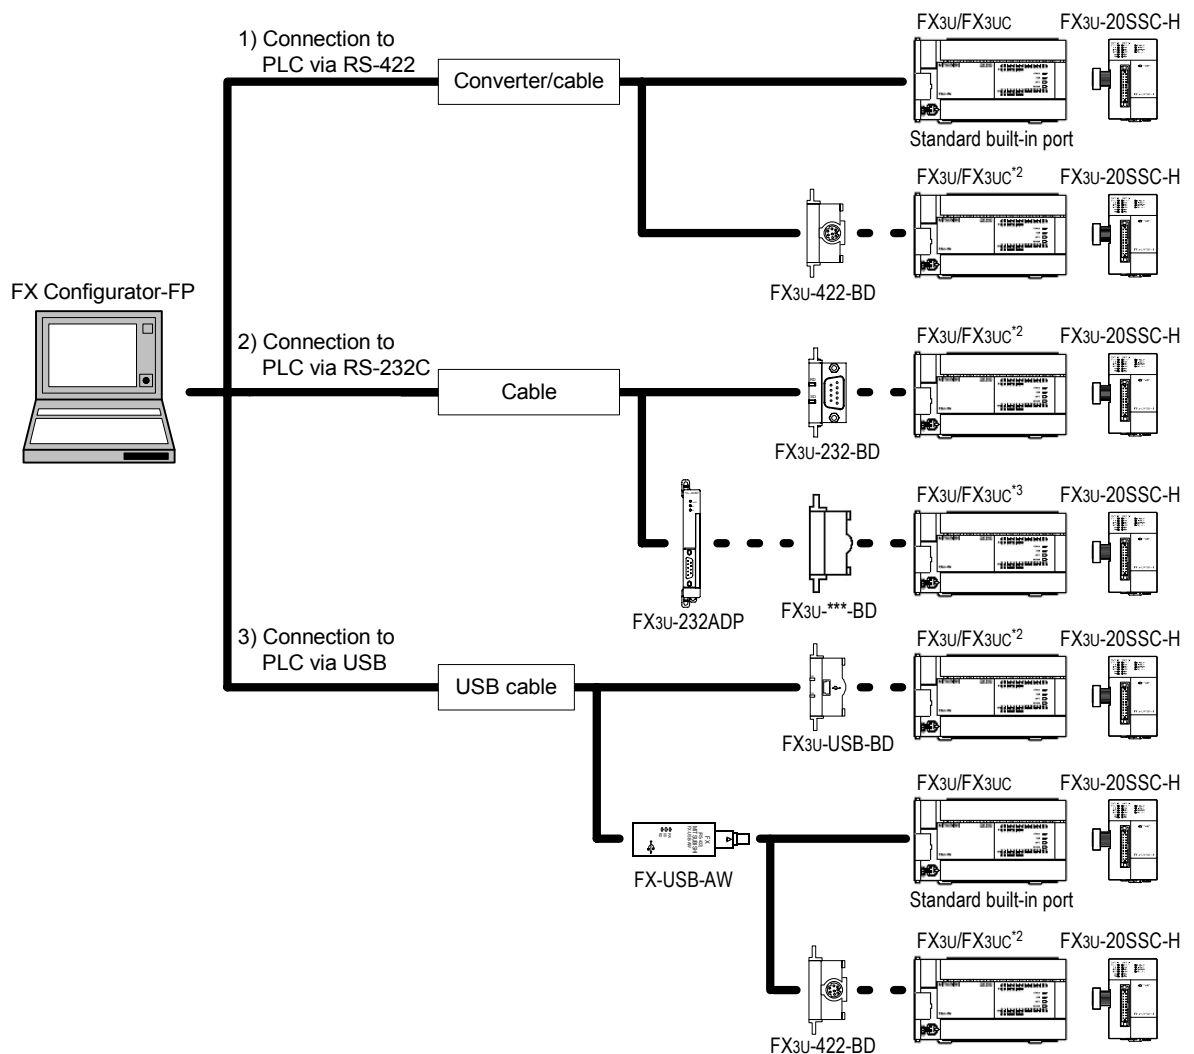 FX3U/FX3UC FX3U-20SSC-H
1) Connection to
PLC via RS-422
Converter/cable
Standard built-in port
FX3U/FX3UC*2 FX3U-20SSC-H
FX3U-422-BD
FX Configurator-FP
2) Connection to
PLC via RS-232C
Cable
FX3U/FX3UC*2 FX3U-20SSC-H
FX3U-232-BD
FX3U/FX3UC*3 FX3U-20SSC-H
FX3U-232ADP
FX3U-***-BD
3) Connection to
PLC via USB
USB cable
FX3U/FX3UC*2 FX3U-20SSC-H
FX3U-USB-BD
FX3U/FX3UC FX3U-20SSC-H
FX
FX-USB-AW
Standard built-in port
FX3U/FX3UC*2 FX3U-20SSC-H
FX3U-422-BD